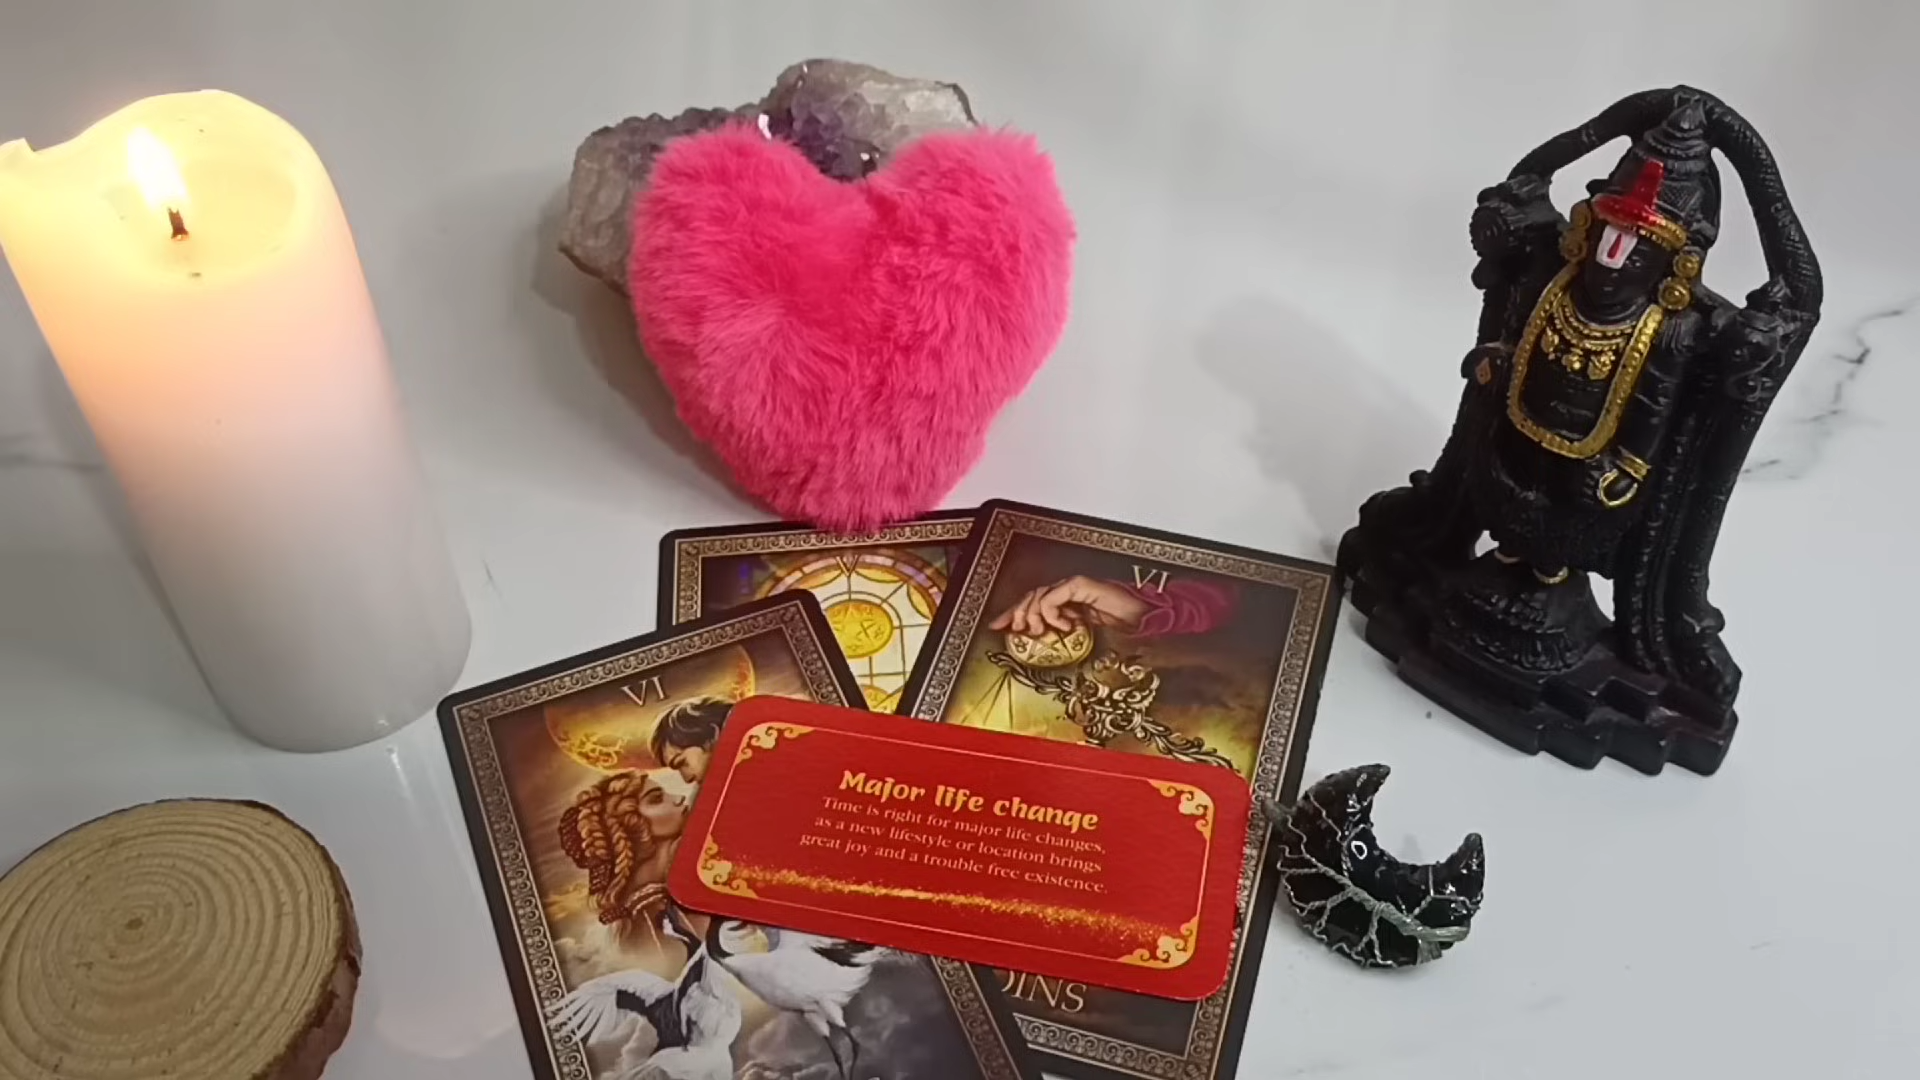 V
VI
VI
Major life change
Time is right for major life changes,
as a new lifestyle or location brings
great joy and a trouble free existence.
OINS